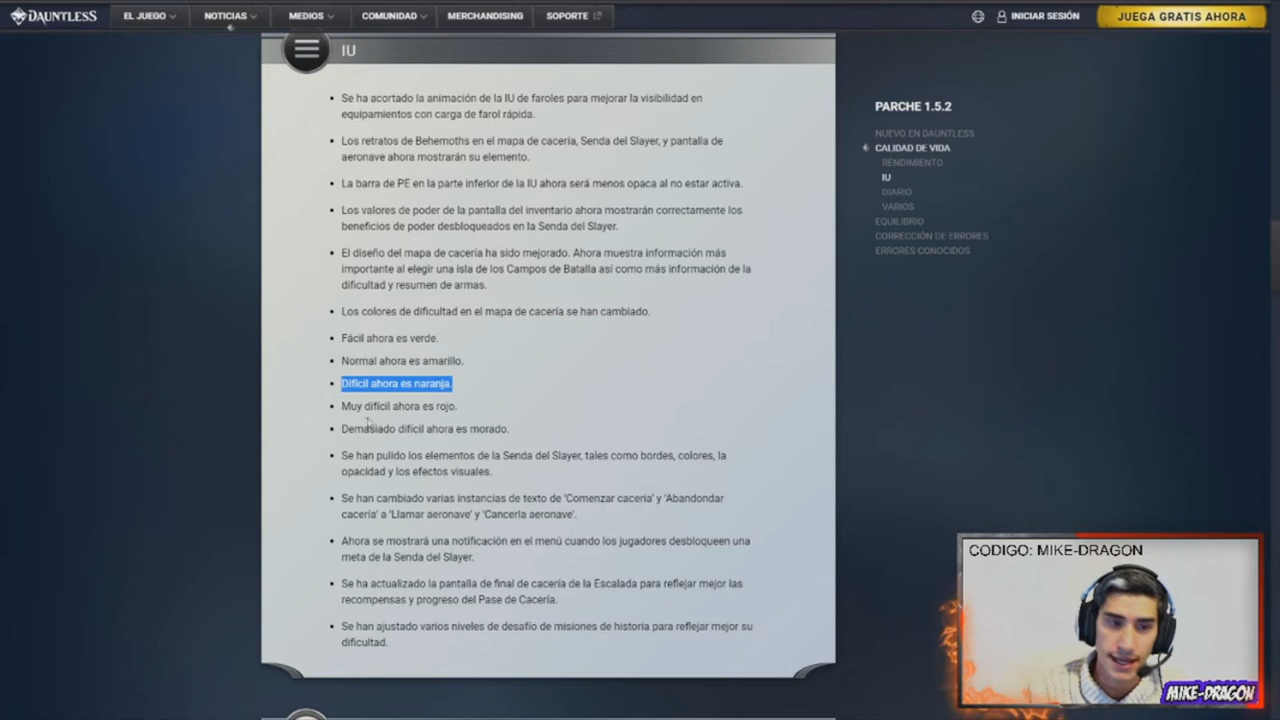 DAUNTLESS
EL JUEGO
NOTICIAS
MEDIOS
COMUNIDAD
MERCHANDISING
SOPORTE
INICIAR SESIÓN
JUEGA GRATIS AHORA
IU
• Se ha acortado la animación de la IU de faroles para mejorar la visibilidad en
equipamientos con carga de farol rápida.
• Los retratos de Behemoths en el mapa de cacería, Senda del Slayer, y pantalla de
aeronave ahora mostrarán su elemento.
• La barra de PE en la parte inferior de la IU ahora será menos opaca al no estar activa.
• Los valores de poder de la pantalla del inventario ahora mostrarán correctamente los
beneficios de poder desbloqueados en la Senda del Slayer.
• El diseño del mapa de cacería ha sido mejorado. Ahora muestra información más
importante al elegir una isla de los Campos de Batalla así como más información de la
dificultad y resumen de armas.
• Los colores de dificultad en el mapa de cacería se han cambiado.
• Fácil ahora es verde.
• Normal ahora es amarillo.
• Difícil ahora es naranja.
• Muy difícil ahora es rojo.
• Demasiado difícil ahora es morado.
• Se han pulido los elementos de la Senda del Slayer, tales como bordes, colores, la
opacidad y los efectos visuales.
• Se han cambiado varias instancias de texto de 'Comenzar cacería' y 'Abandondar
cacería' a 'Llamar aeronave' y 'Cancerla aeronave'.
• Ahora se mostrará una notificación en el menú cuando los jugadores desbloqueen una
meta de la Senda del Slayer.
• Se ha actualizado la pantalla de final de cacería de la Escalada para reflejar mejor las
recompensas y progreso del Pase de Cacería.
• Se han ajustado varios niveles de desafío de misiones de historia para reflejar mejor su
dificultad.
PARCHE 1.5.2
NUEVO EN DAUNTLESS
CALIDAD DE VIDA
RENDIMIENTO
IU
DIARIO
VARIOS
EQUILIBRIO
CORRECCIÓN DE ERRORES
ERRORES CONOCIDOS
CODIGO: MIKE-DRAGON
MIKE-DRAGON